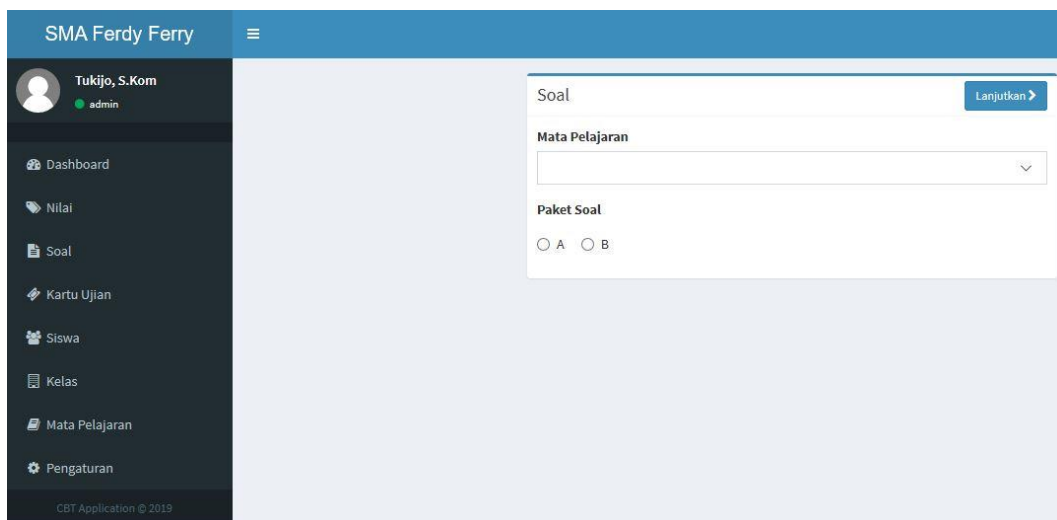 SMA Ferdy Ferry
Tukijo, S.Kom
admin
Dashboard
Nilai
Soal
Kartu Ujian
Siswa
Kelas
Mata Pelajaran
Pengaturan
CBT Application © 2019
Soal
Lanjutkan
Mata Pelajaran
Paket Soal
A B